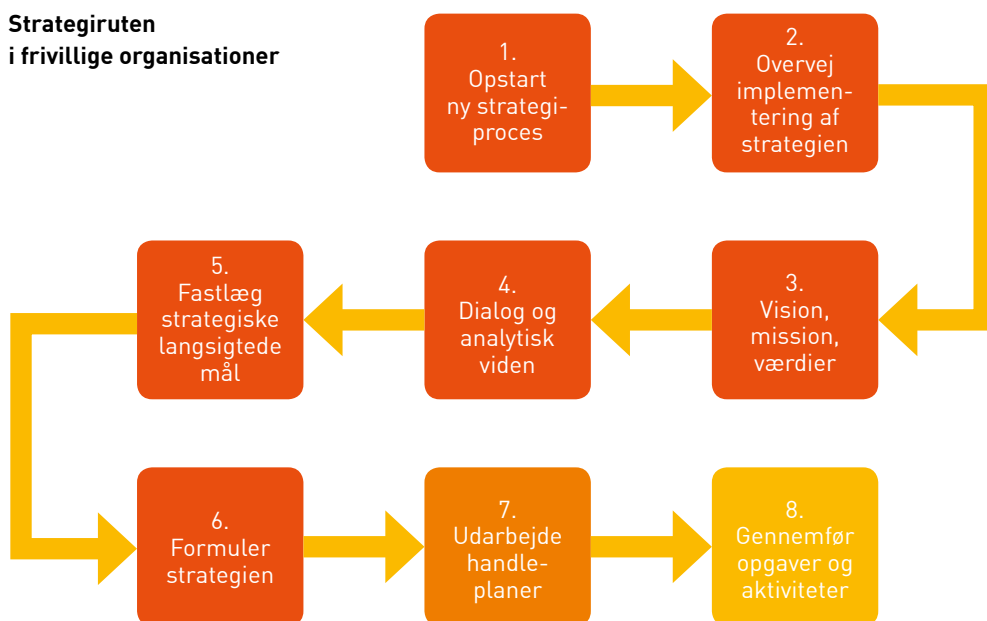 Strategiruten
i frivillige organisationer
1.
Opstart
ny strategi-
proces
2.
Overvej
implemen-
tering af
strategien
3.
Vision,
mission,
værdier
4.
Dialog og
analytisk
viden
5.
Fastlæg
strategiske
langsigtede
mål
6.
Formuler
strategien
7.
Udarbejde
handle-
planer
8.
Gennemfør
opgaver og
aktiviteter